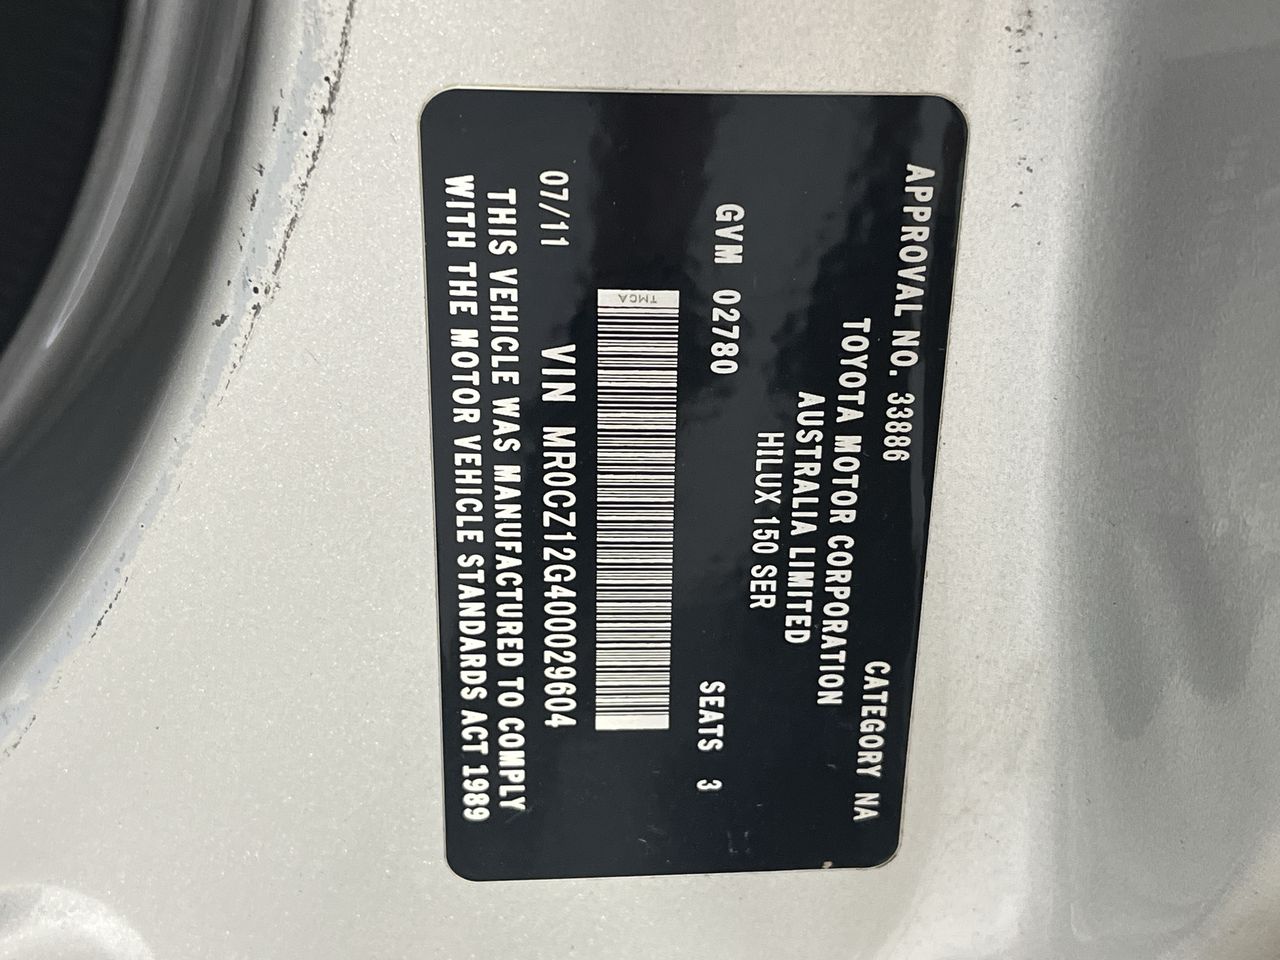 APPROVAL NO. 33886 CATEGORY NA
TOYOTA MOTOR CORPORATION
AUSTRALIA LIMITED
HILUX 150 SER
GVM 02780 SEATS 3
TMCA
07/11 VIN MR0CZ12G400029604
THIS VEHICLE WAS MANUFACTURED TO COMPLY
WITH THE MOTOR VEHICLE STANDARDS ACT 1989